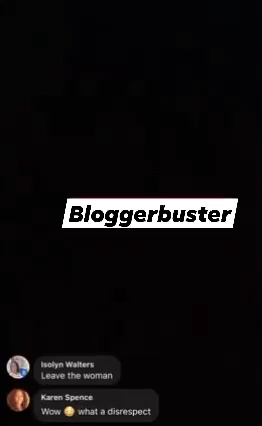 Bloggerbuster
Isolyn Walters
Leave the woman
Karen Spence
Wow 😳 what a disrespect